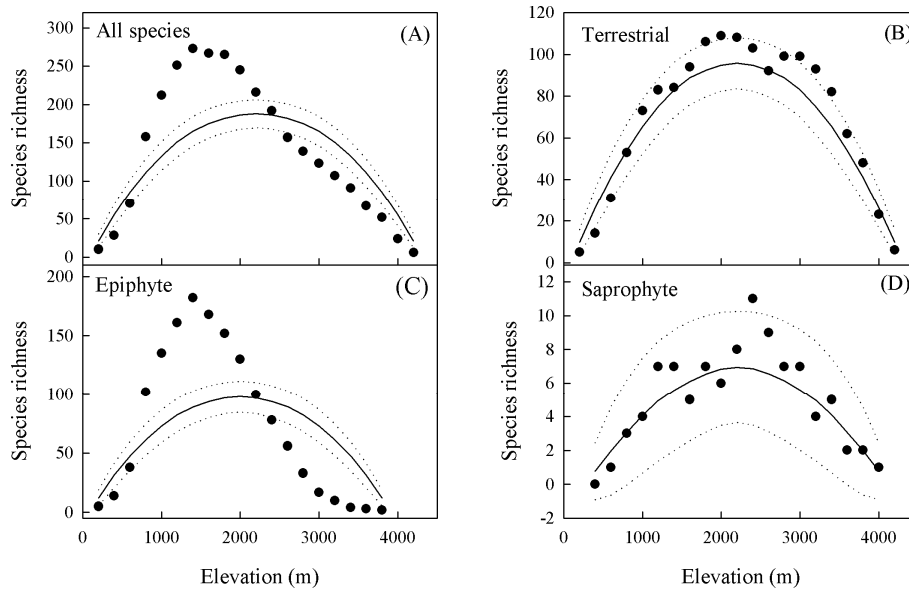 All species
(A)
Species richness
300
250
200
150
100
50
0
Terrestrial
(B)
Species richness
120
100
80
60
40
20
0
Epiphyte
(C)
Species richness
200
150
100
50
0
0 1000 2000 3000 4000
Elevation (m)
Saprophyte
(D)
Species richness
12
10
8
6
4
2
0
-2
0 1000 2000 3000 4000
Elevation (m)